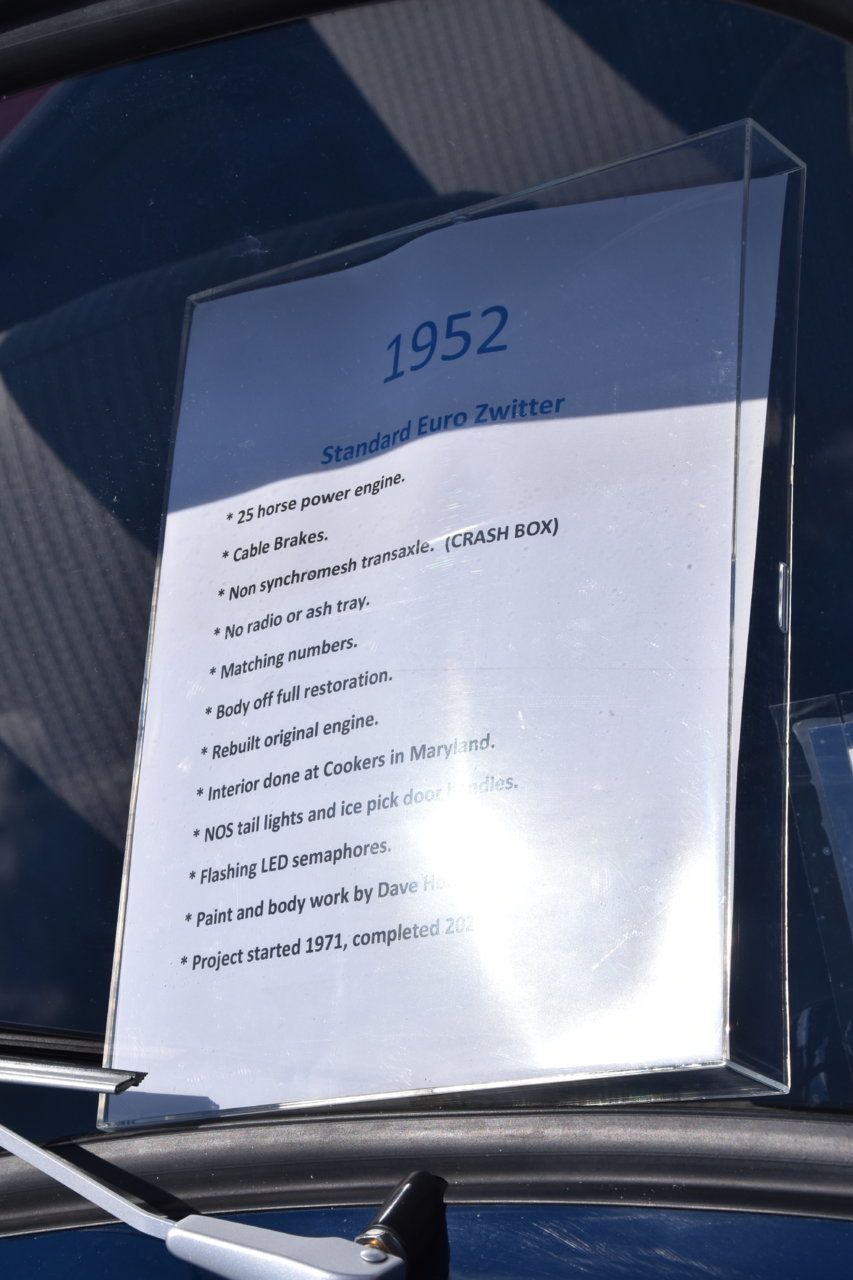 1952
Standard Euro Zwitter
* 25 horse power engine.
* Cable Brakes.
* Non synchromesh transaxle. (CRASH BOX)
* No radio or ash tray.
* Matching numbers.
* Body off full restoration.
* Rebuilt original engine.
* Interior done at Cookers in Maryland.
* NOS tail lights and ice pick door handles.
* Flashing LED semaphores.
* Paint and body work by Dave
* Project started 1971, completed